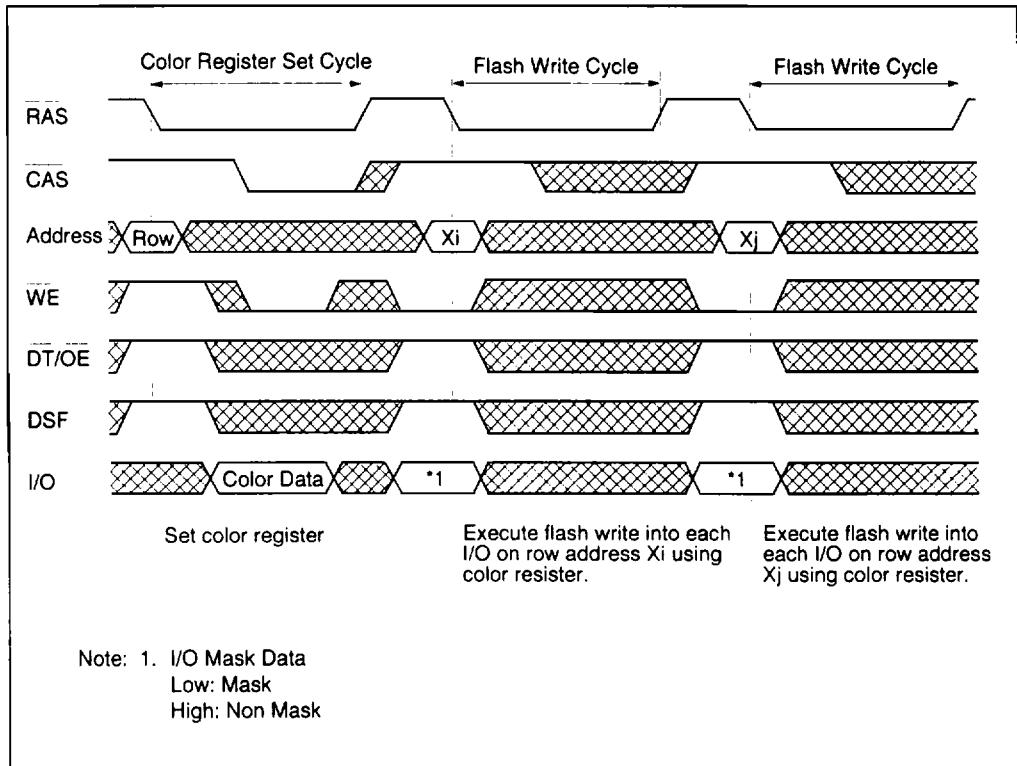 Color Register Set Cycle
Flash Write Cycle
Flash Write Cycle
RAS
CAS
Address
Row
Xi
Xj
WE
DT/OE
DSF
I/O
Color Data
*1
*1
Set color register
Execute flash write into each
I/O on row address Xi using
color resister.
Execute flash write into
each I/O on row address
Xj using color resister.
Note: 1. I/O Mask Data
Low: Mask
High: Non Mask